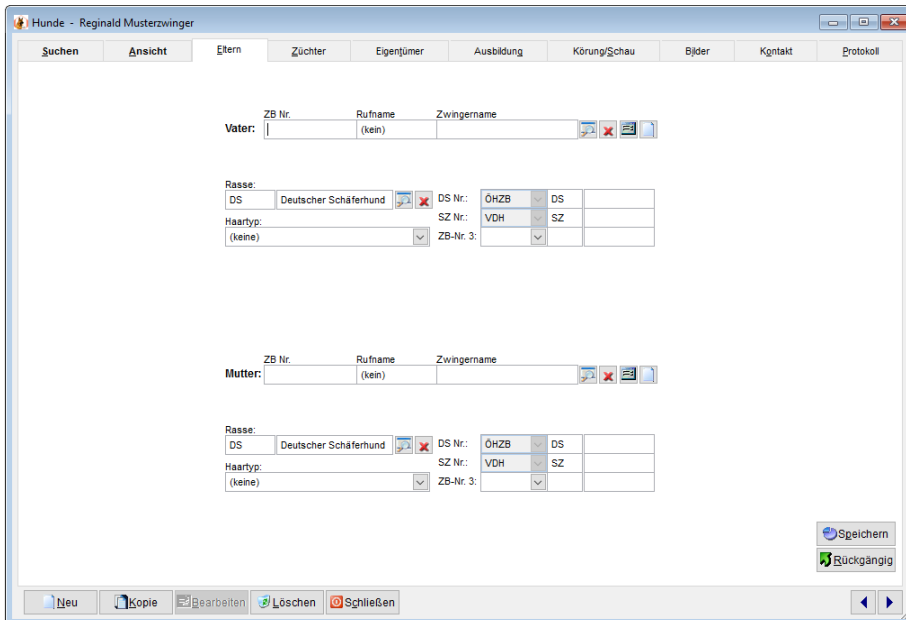 Hunde - Reginald Musterzwinger
Suchen Ansicht Eltern Züchter Eigentümer Ausbildung Körung/Schau Bilder Kontakt Protokoll
ZB Nr. Rufname Zwingername
Vater: (kein)
Rasse:
DS Deutscher Schäferhund DS Nr.: ÖHZB DS
Haartyp: SZ Nr.: VDH SZ
(keine) ZB-Nr. 3:
ZB Nr. Rufname Zwingername
Mutter: (kein)
Rasse:
DS Deutscher Schäferhund DS Nr.: ÖHZB DS
Haartyp: SZ Nr.: VDH SZ
(keine) ZB-Nr. 3:
Speichern
Rückgängig
Neu Kopie Bearbeiten Löschen Schließen